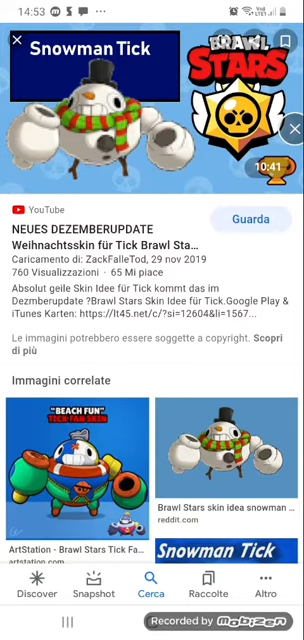 14:53
Snowman Tick
BRAWL
STARS
10:41
YouTube
NEUES DEZEMBERUPDATE
Weihnachtsskin für Tick Brawl Sta...
Guarda
Caricamento di: ZackFalleTod, 29 nov 2019
760 Visualizzazioni · 65 Mi piace
Absolut geile Skin Idee für Tick kommt das im
Dezmberupdate ?Brawl Stars Skin Idee für Tick.Google Play &
iTunes Karten: https://lt45.net/c/?si=12604&li=1567...
Le immagini potrebbero essere soggette a copyright. Scopri
di più
Immagini correlate
"BEACH FUN"
TICK FAN SKIN
ArtStation - Brawl Stars Tick Fa...
artstation.com
Brawl Stars skin idea snowman ...
reddit.com
Snowman Tick
Discover
Snapshot
Cerca
Raccolte
Altro
Recorded by mobizen